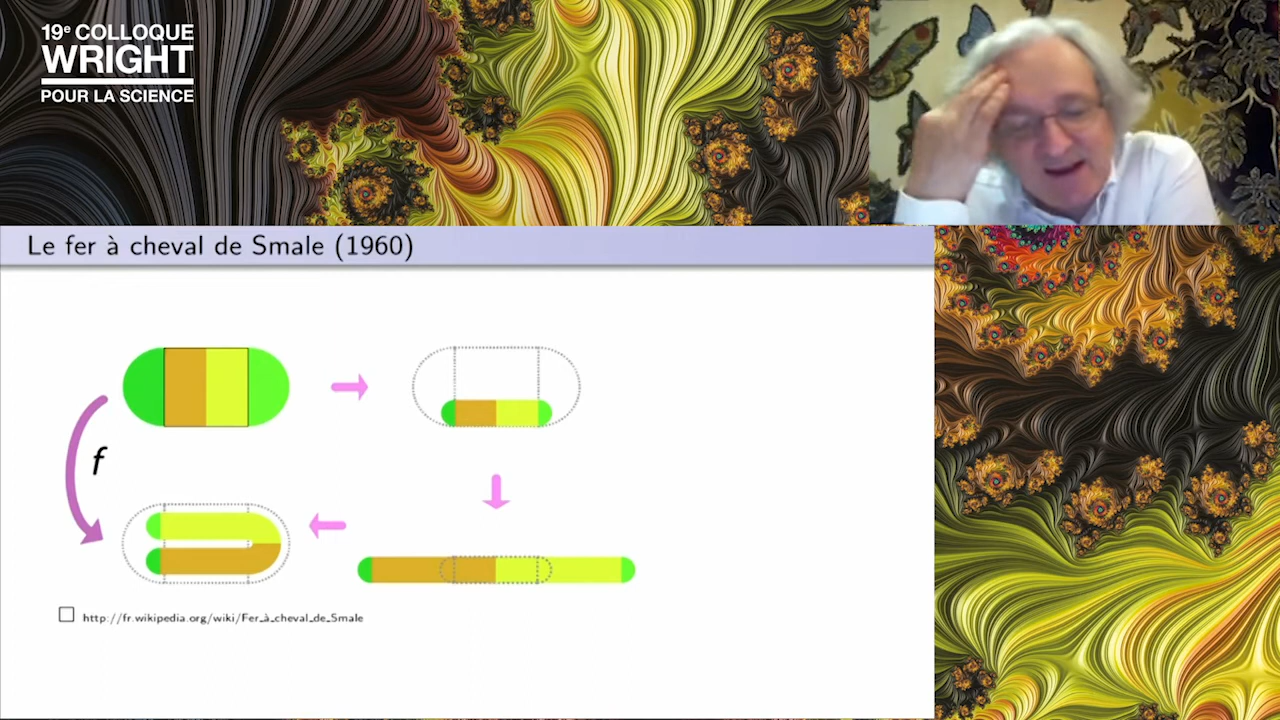 19e COLLOQUE
WRIGHT
POUR LA SCIENCE
Le fer à cheval de Smale (1960)
f
http://fr.wikipedia.org/wiki/Fer_à_cheval_de_Smale